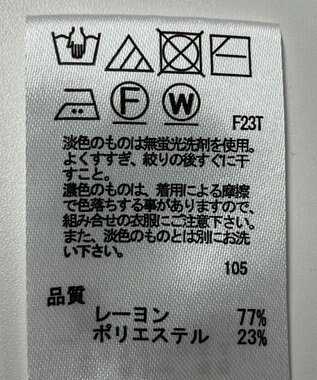 F W
F23T
淡色のものは無蛍光洗剤を使用。
よくすすぎ、絞りの後すぐに干
すこと。
濃色のものは、着用による摩擦
で色落ちする事がありますので、
組み合せの衣服にご注意下さい。
また、淡色のものとは別にお洗
い下さい。
105
品質
レーヨン 77%
ポリエステル 23%